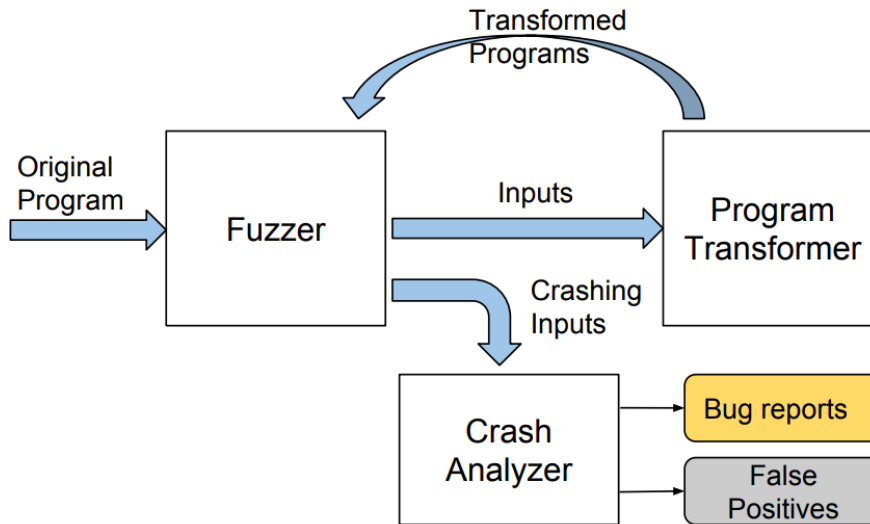 Transformed
Programs
Original
Program
Fuzzer
Inputs
Program
Transformer
Crashing
Inputs
Crash
Analyzer
Bug reports
False
Positives